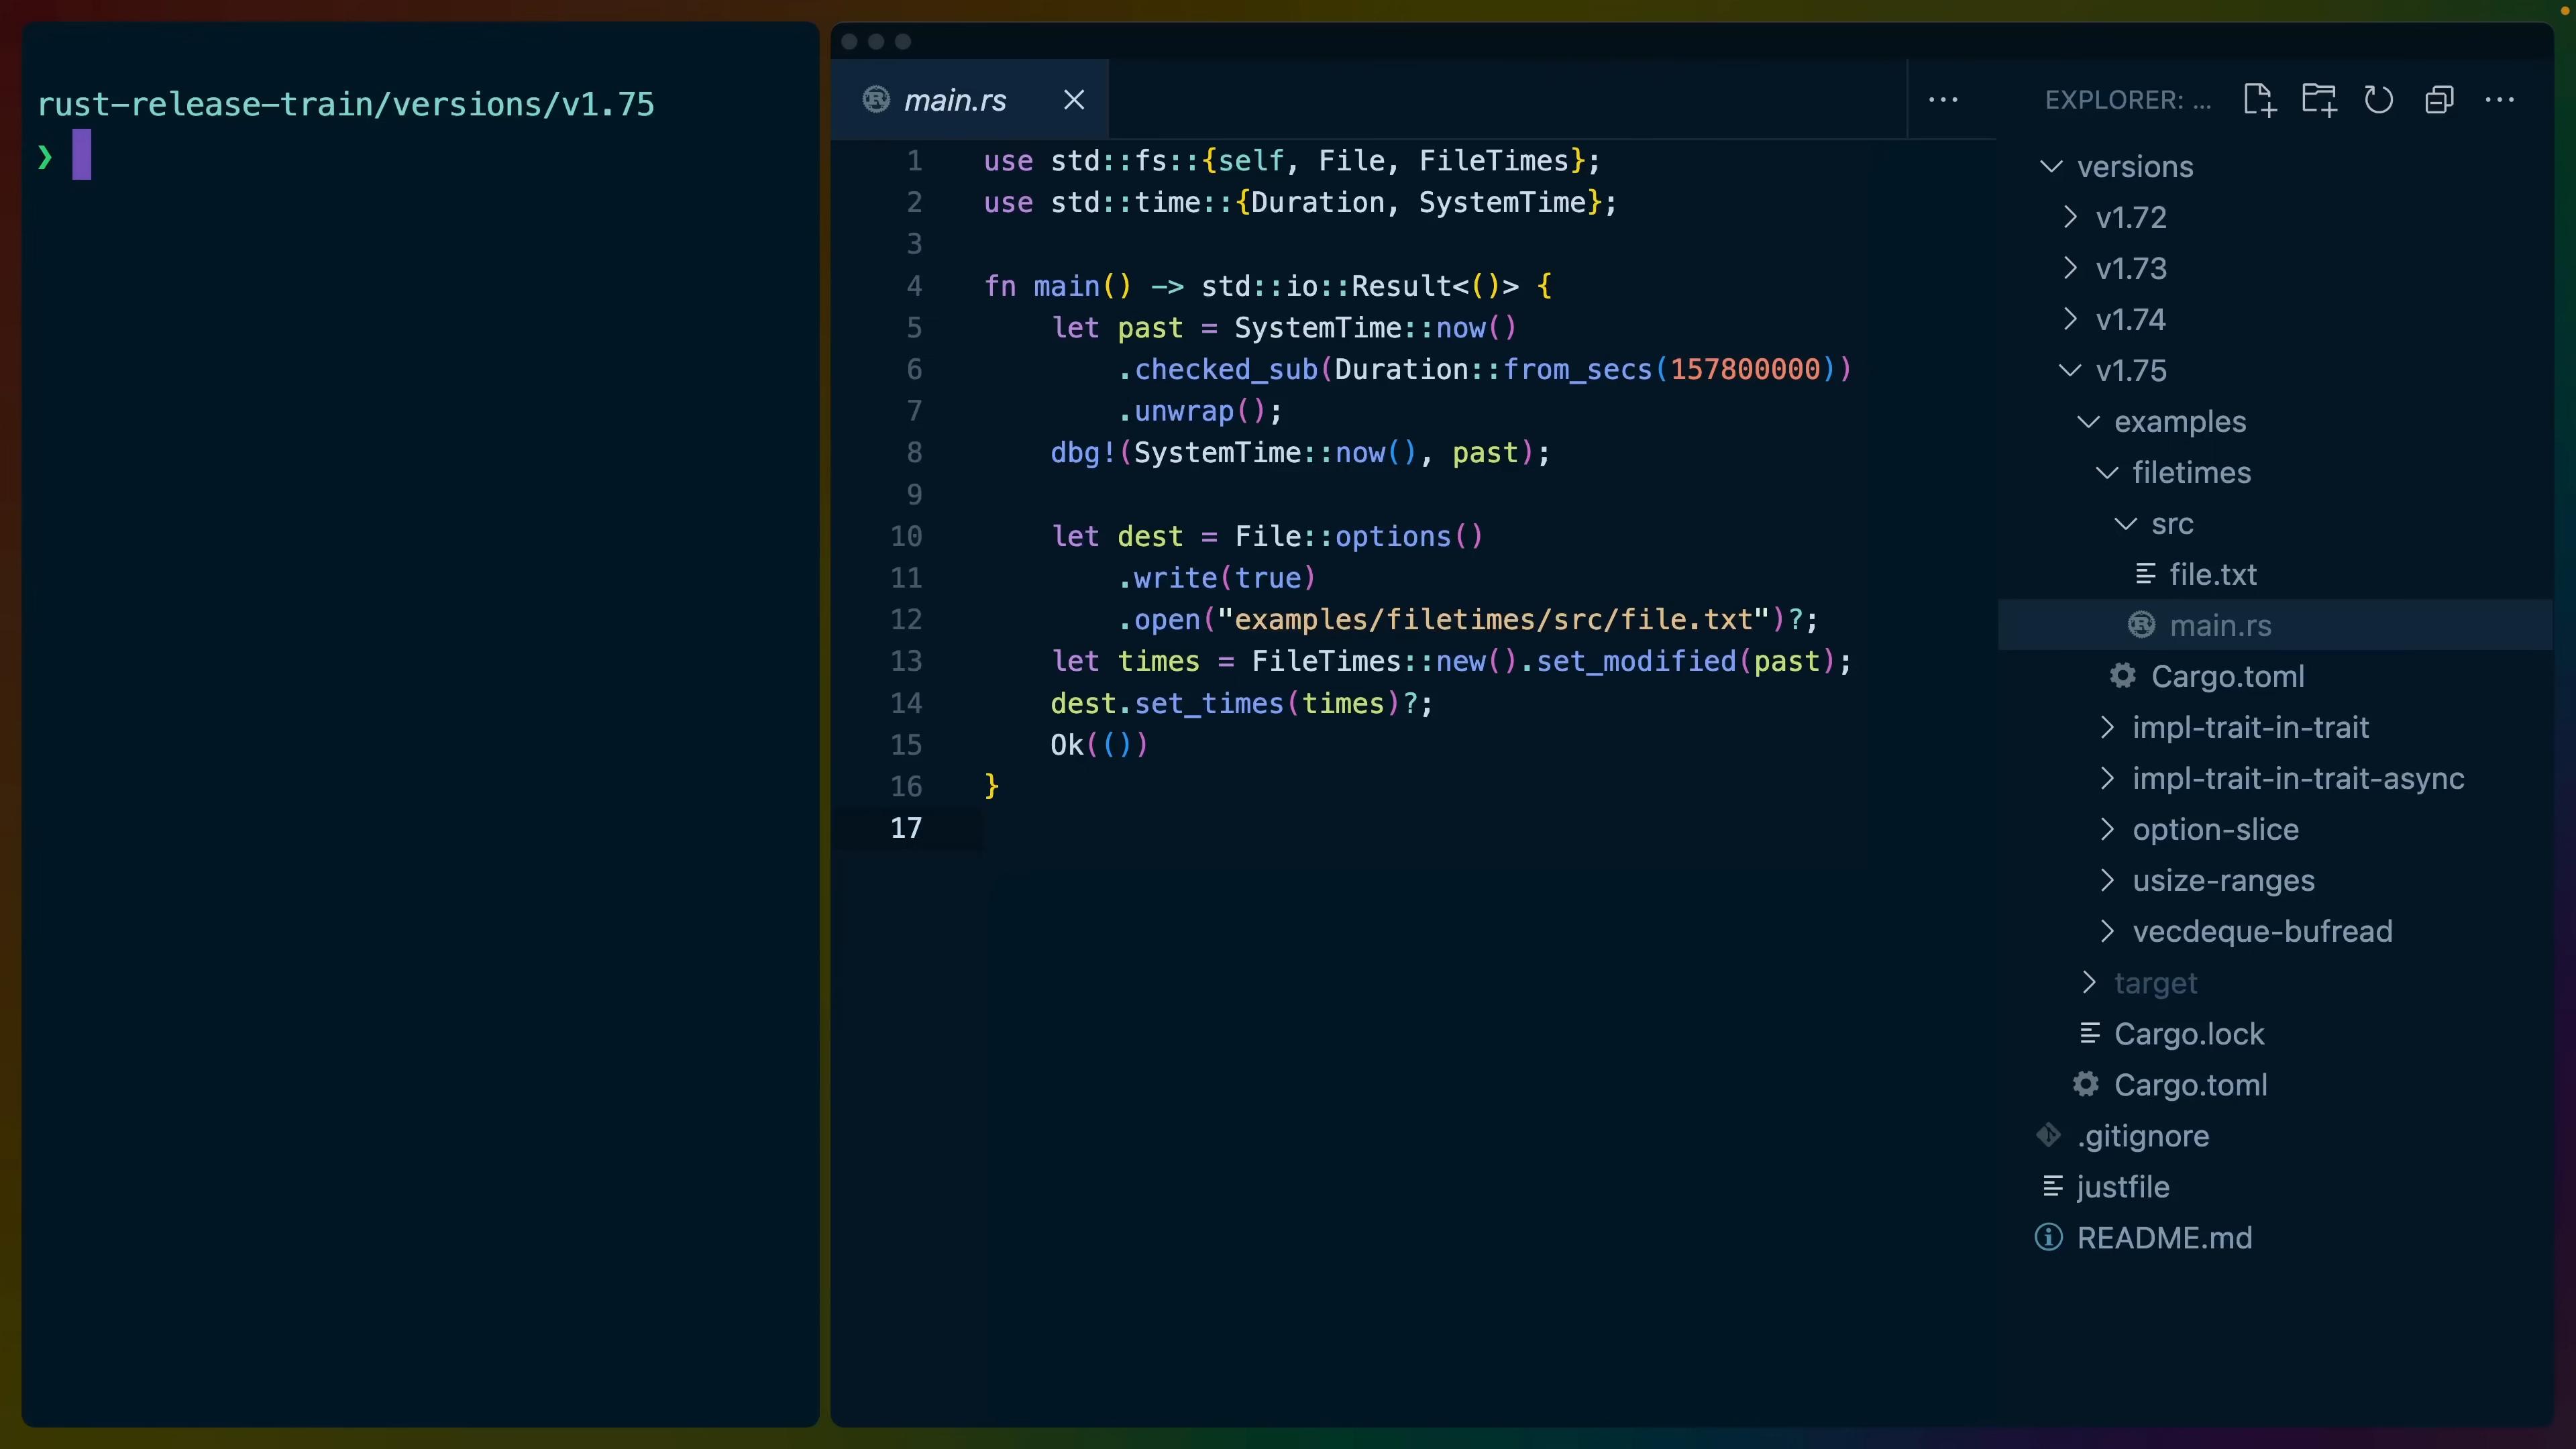 rust-release-train/versions/v1.75
❯
main.rs
EXPLORER: ...
1 use std::fs::{self, File, FileTimes};
2 use std::time::{Duration, SystemTime};
3
4 fn main() -> std::io::Result<()> {
5     let past = SystemTime::now()
6         .checked_sub(Duration::from_secs(157800000))
7         .unwrap();
8     dbg!(SystemTime::now(), past);
9
10     let dest = File::options()
11         .write(true)
12         .open("examples/filetimes/src/file.txt")?;
13     let times = FileTimes::new().set_modified(past);
14     dest.set_times(times)?;
15     Ok(())
16 }
17
versions
v1.72
v1.73
v1.74
v1.75
examples
filetimes
src
file.txt
main.rs
Cargo.toml
impl-trait-in-trait
impl-trait-in-trait-async
option-slice
usize-ranges
vecdeque-bufread
target
Cargo.lock
Cargo.toml
.gitignore
justfile
README.md